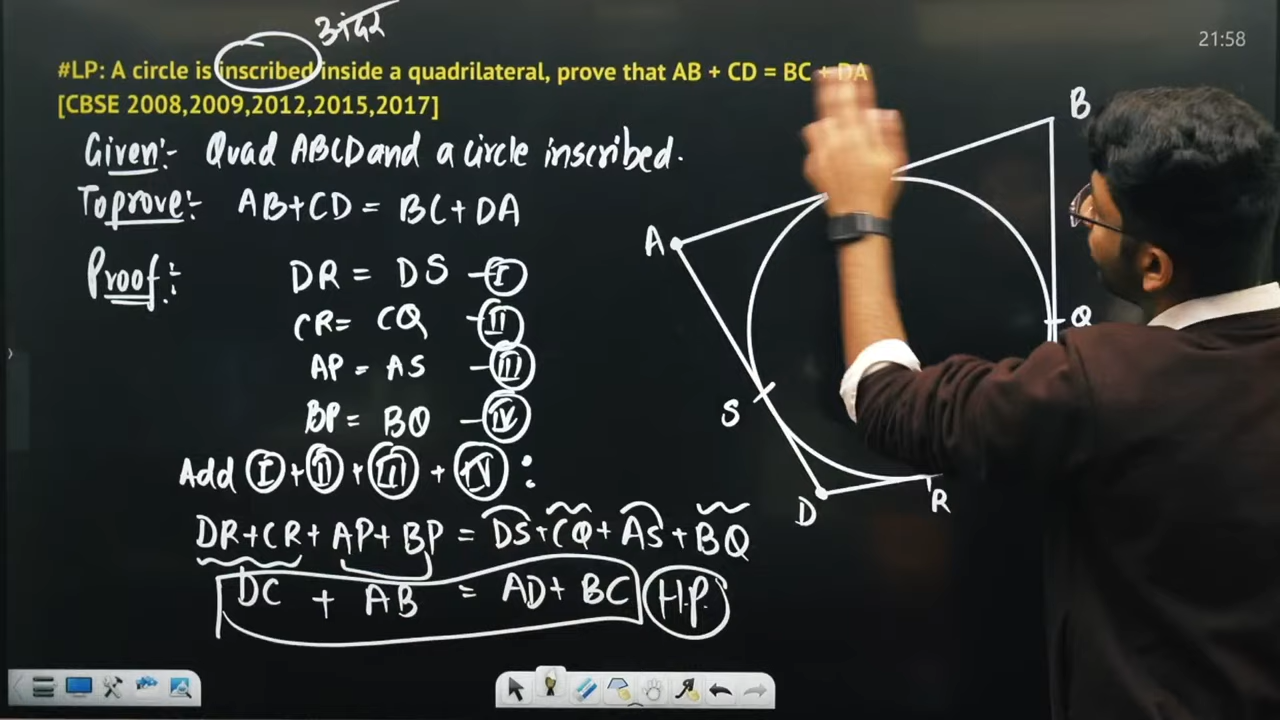 21:58
#LP: A circle is inscribed inside a quadrilateral, prove that AB + CD = BC + DA
[CBSE 2008,2009,2012,2015,2017]
Given:- Quad ABCD and a circle inscribed.
To prove:- AB+CD = BC+DA
Proof:-
DR = DS - I
CR = CQ - II
AP = AS - III
BP = BQ - IV
Add I + II + III + IV :
DR+CR + AP+BP = DS+CQ+AS+BQ
DC + AB = AD+BC H.P.
A
B
Q
S
D
R